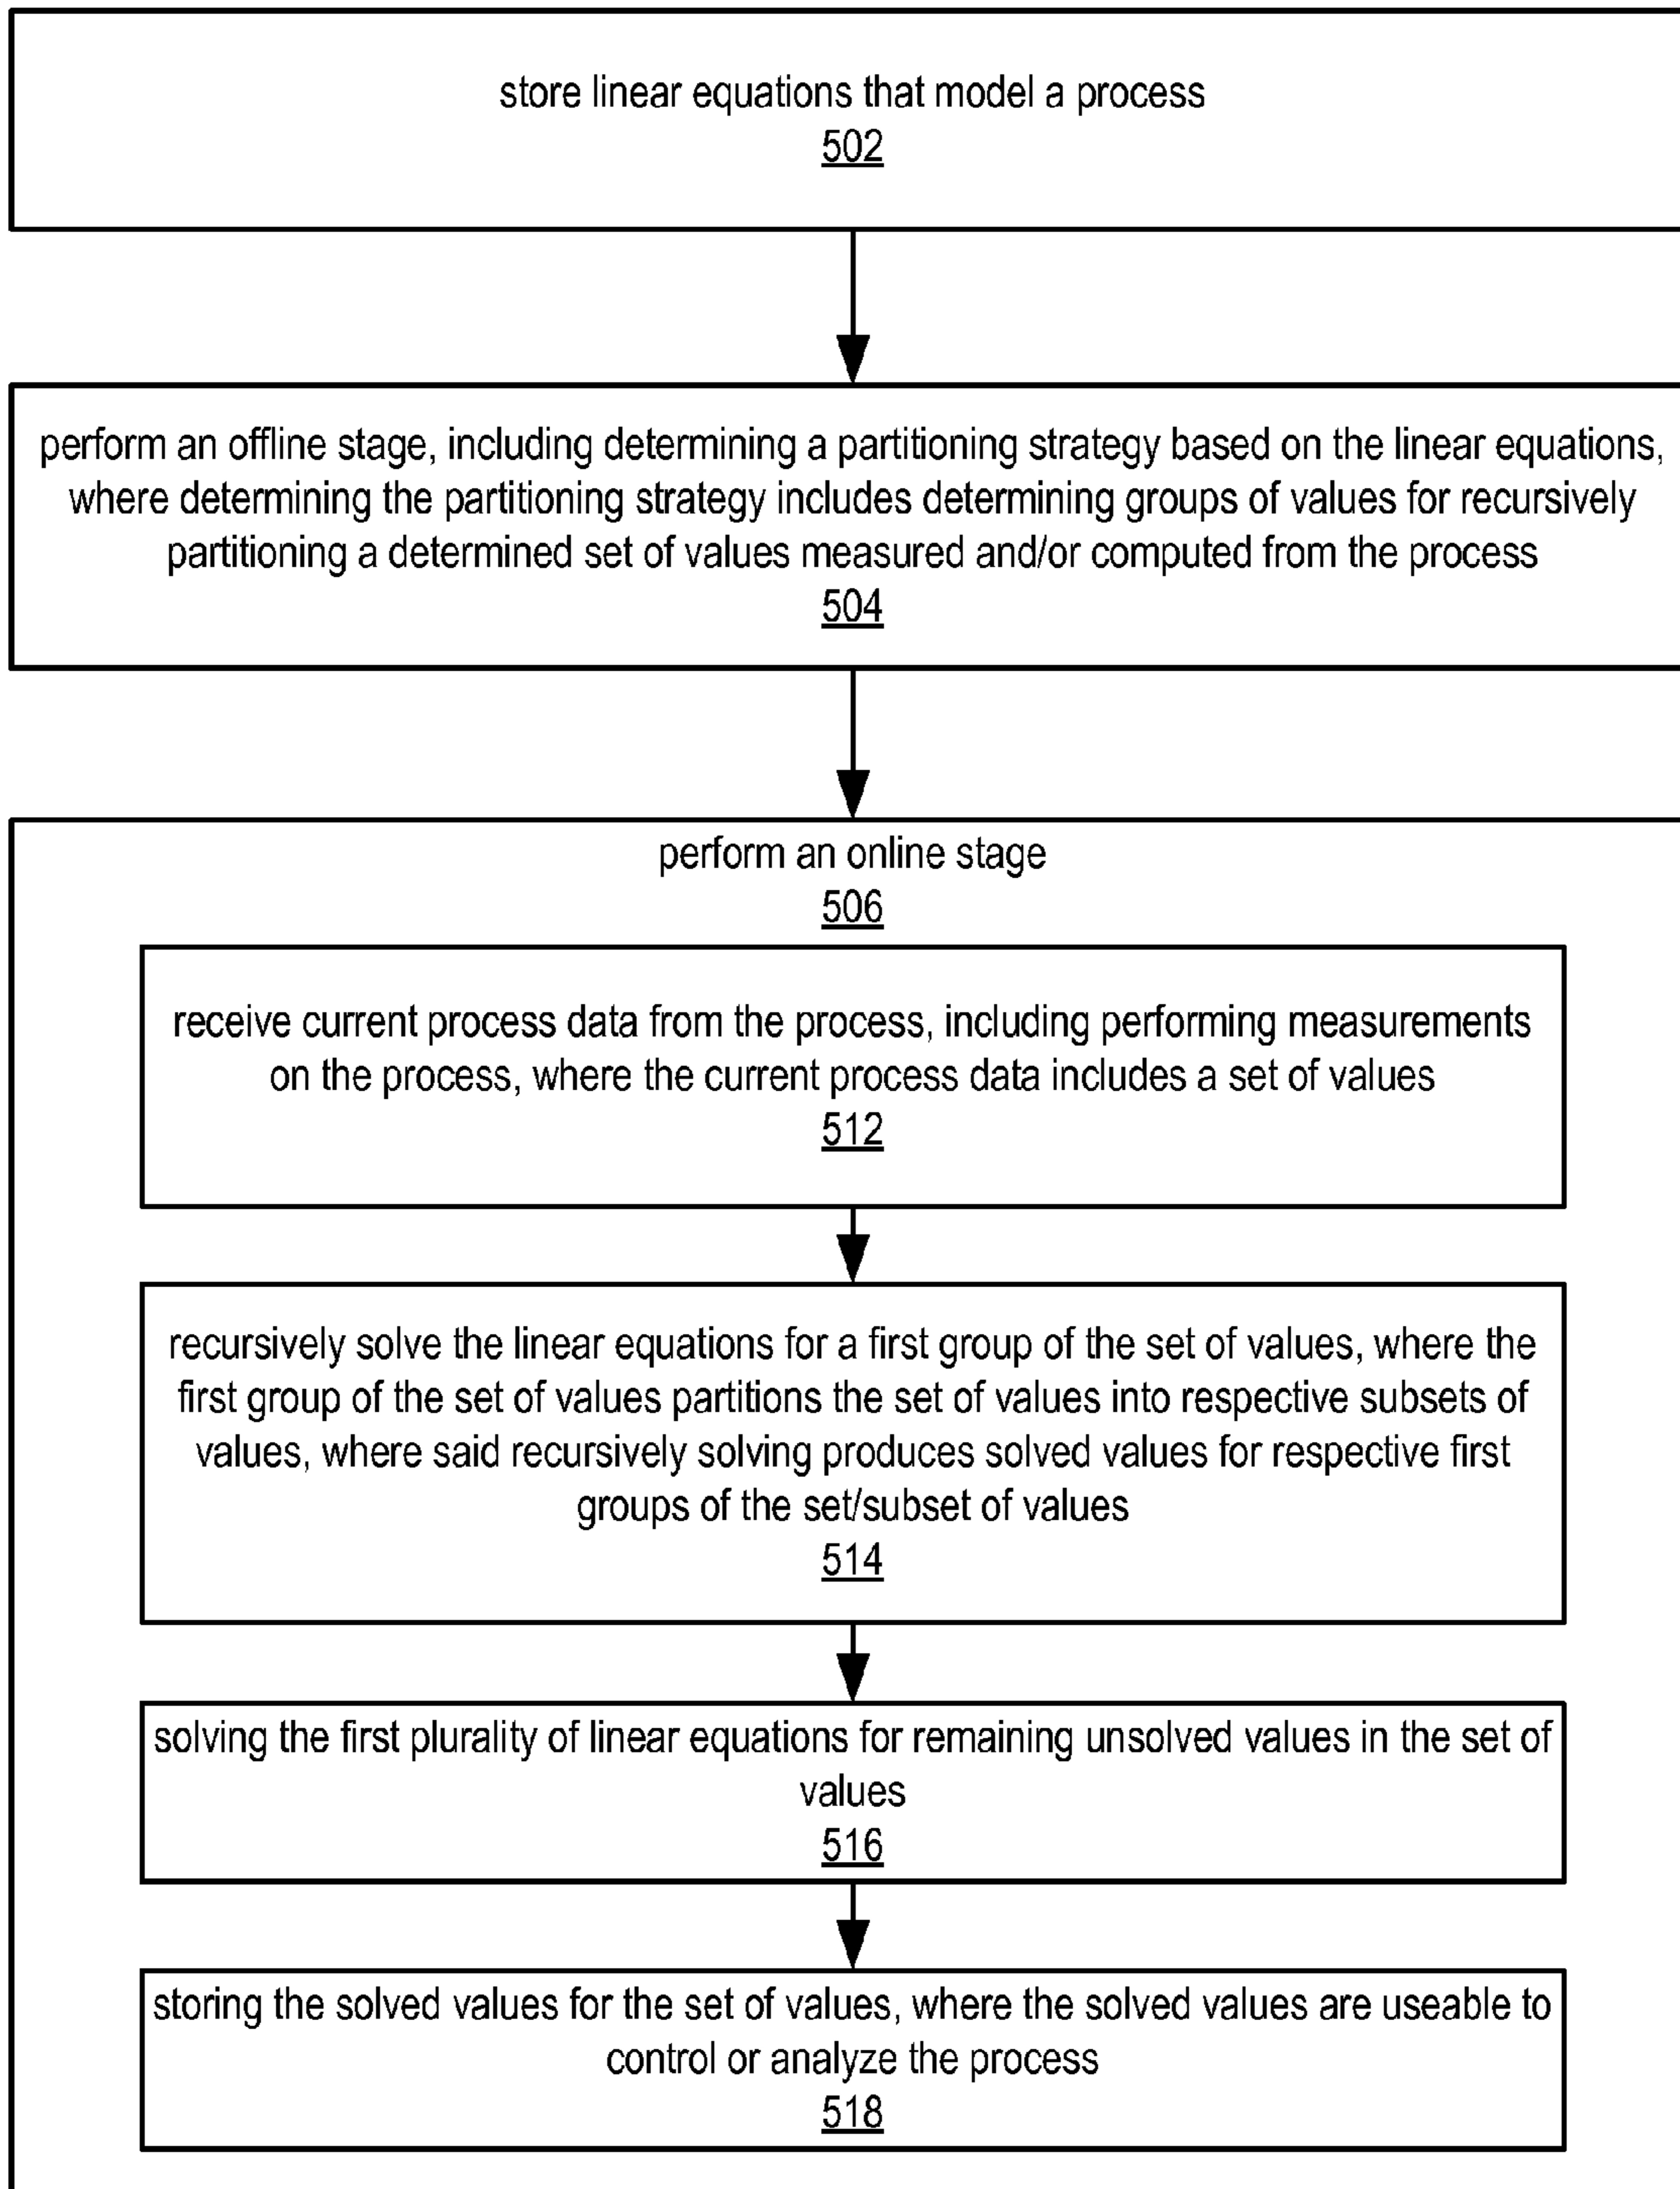 store linear equations that model a process
502
perform an offline stage, including determining a partitioning strategy based on the linear equations,
where determining the partitioning strategy includes determining groups of values for recursively
partitioning a determined set of values measured and/or computed from the process
504
perform an online stage
506
receive current process data from the process, including performing measurements
on the process, where the current process data includes a set of values
512
recursively solve the linear equations for a first group of the set of values, where the
first group of the set of values partitions the set of values into respective subsets of
values, where said recursively solving produces solved values for respective first
groups of the set/subset of values
514
solving the first plurality of linear equations for remaining unsolved values in the set of
values
516
storing the solved values for the set of values, where the solved values are useable to
control or analyze the process
518